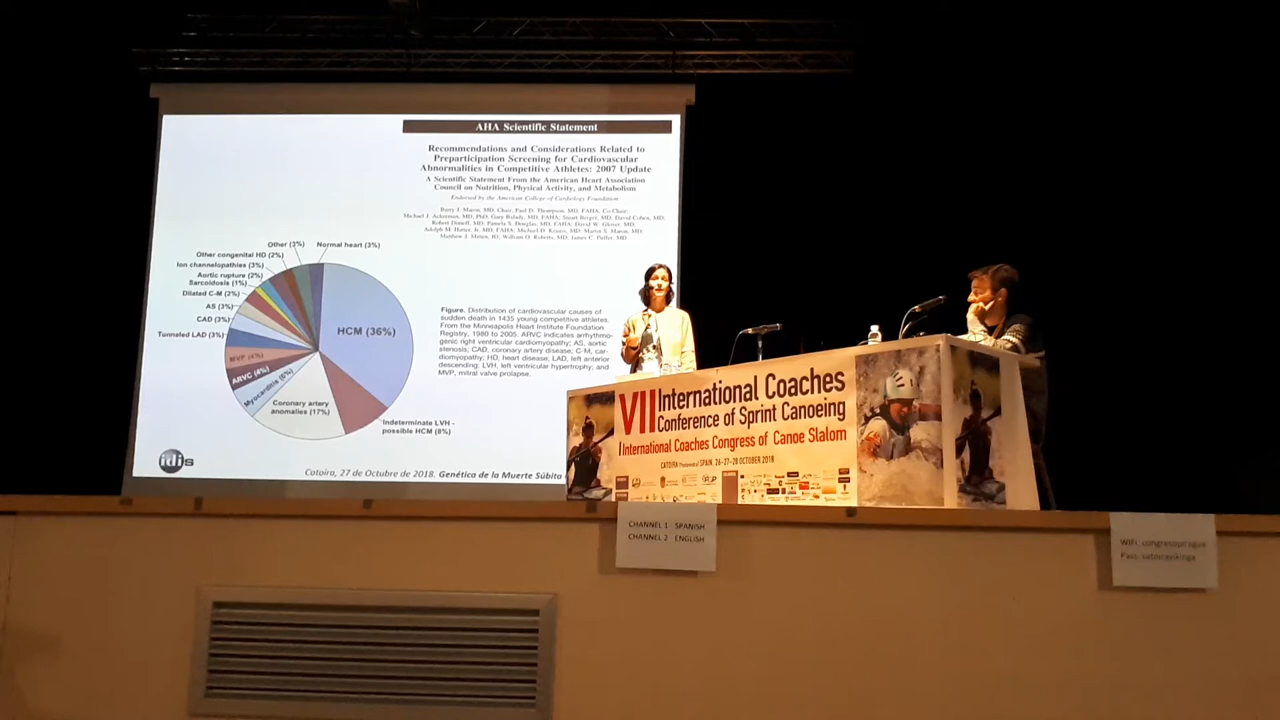 AHA Scientific Statement
Recommendations and Considerations Related to
Preparticipation Screening for Cardiovascular
Abnormalities in Competitive Athletes: 2007 Update
A Scientific Statement From the American Heart Association
Council on Nutrition, Physical Activity, and Metabolism
Endorsed by the American College of Cardiology Foundation
Other (3%)
Normal heart (3%)
Other congenital HD (2%)
Ion channelopathies (3%)
Aortic rupture (2%)
Sarcoidosis (1%)
Dilated C-M (2%)
AS (3%)
CAD (3%)
Tunneled LAD (3%)
MVP (4%)
ARVC (4%)
Myocarditis (6%)
Coronary artery
anomalies (17%)
HCM (36%)
Indeterminate LVH -
possible HCM (8%)
Figure. Distribution of cardiovascular causes of
sudden death in 1435 young competitive athletes.
From the Minneapolis Heart Institute Foundation
Registry, 1980 to 2005. ARVC indicates arrhythmo-
genic right ventricular cardiomyopathy; AS, aortic
stenosis; CAD, coronary artery disease; C-M, car-
diomyopathy; HD, heart disease; LAD, left anterior
descending; LVH, left ventricular hypertrophy; and
MVP, mitral valve prolapse.
idis
Catoira, 27 de Octubre de 2018. Genética de la Muerte Súbita
VII International Coaches
Conference of Sprint Canoeing
I International Coaches Congress of Canoe Slalom
CATOIRA SPAIN, 26-27-28 OCTOBER 2018
CHANNEL 1 - SPANISH
CHANNEL 2 - ENGLISH
WIFI: congresopiragua
Pass: catoiravikinga